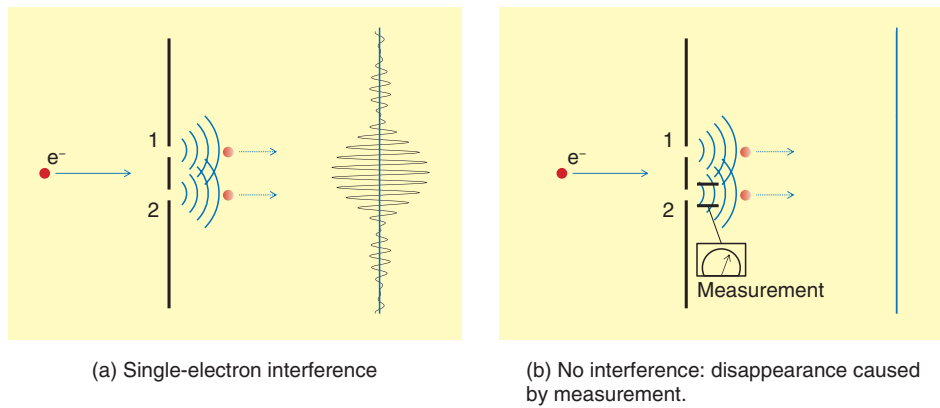 1
e⁻
2
(a) Single-electron interference
1
e⁻
2
Measurement
(b) No interference: disappearance caused
by measurement.